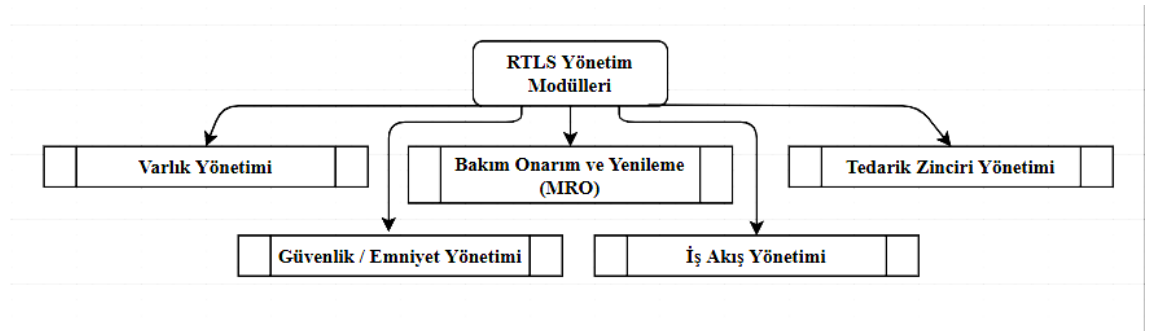 RTLS Yönetim
Modülleri
Varlık Yönetimi
Bakım Onarım ve Yenileme
(MRO)
Tedarik Zinciri Yönetimi
Güvenlik / Emniyet Yönetimi
İş Akış Yönetimi